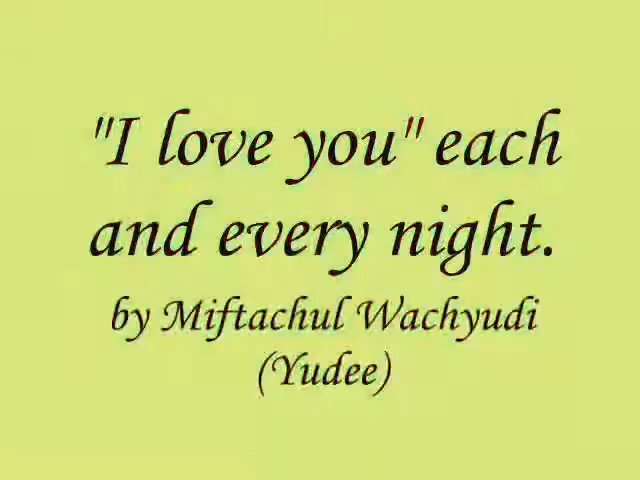 "I love you" each
and every night.
by Miftachul Wachyudi
(Yudee)